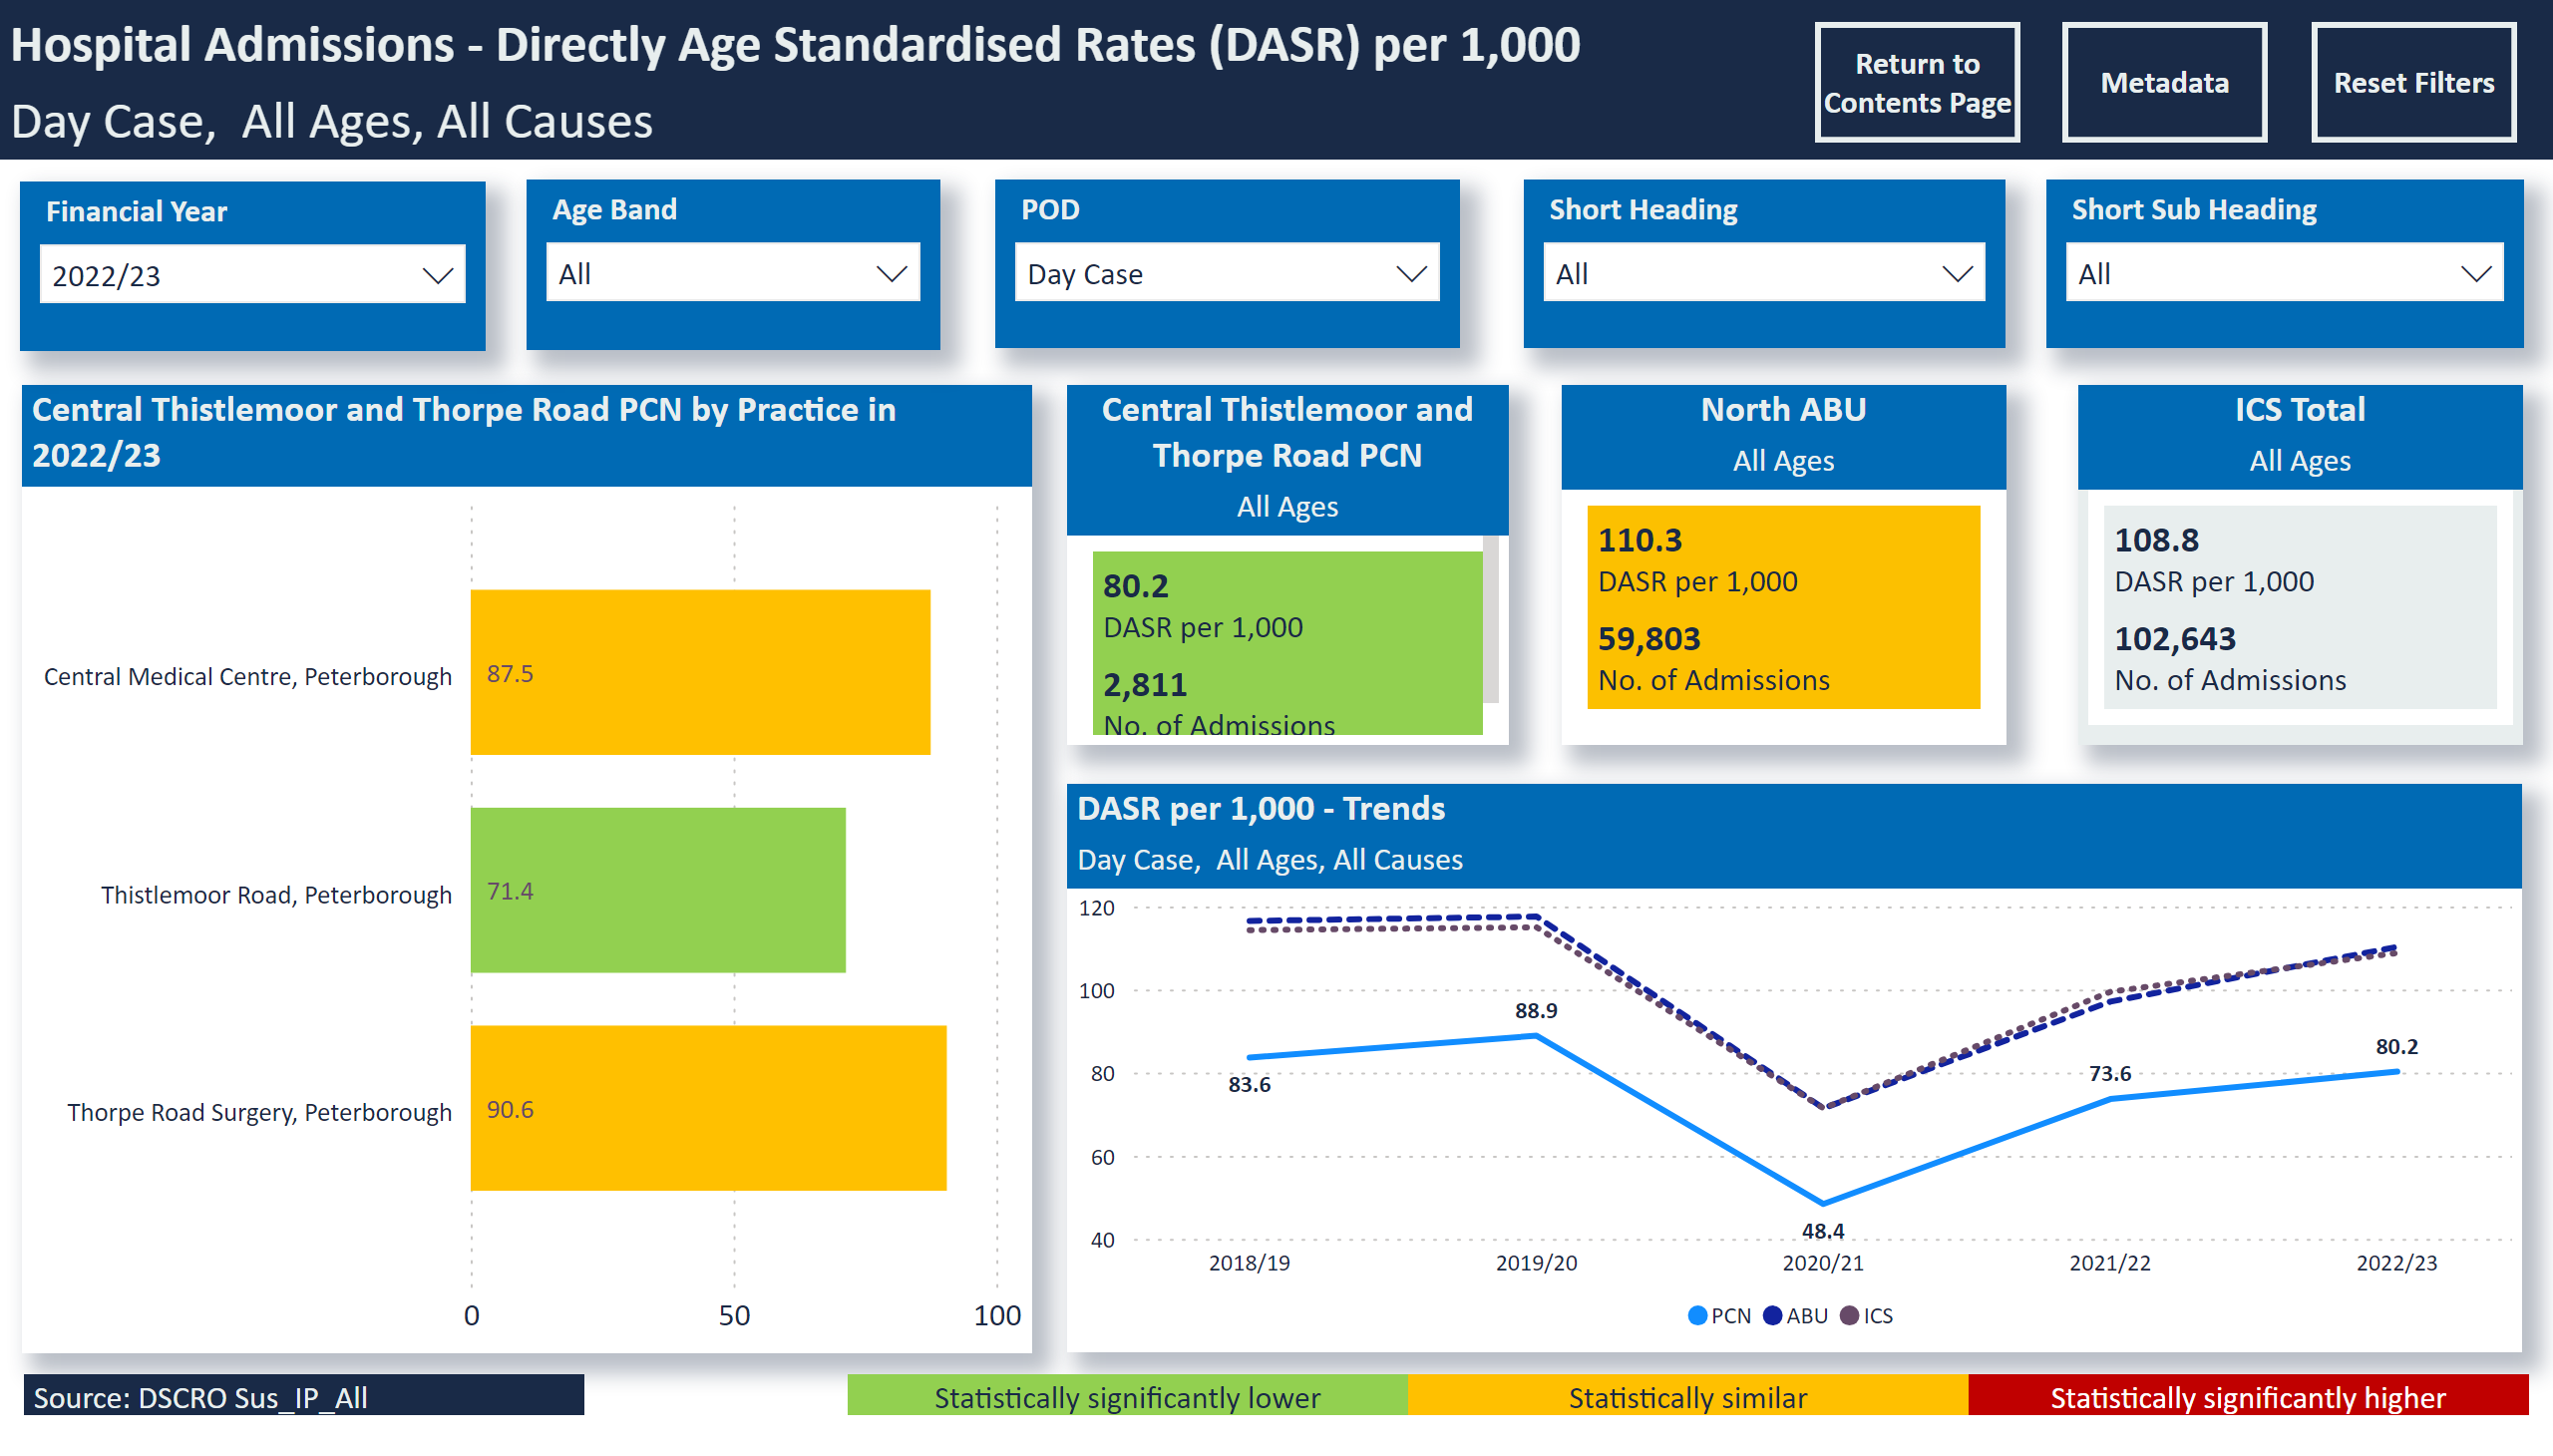 Hospital Admissions - Directly Age Standardised Rates (DASR) per 1,000
Day Case, All Ages, All Causes
Return to
Contents Page
Metadata
Reset Filters
Financial Year
2022/23
Age Band
All
POD
Day Case
Short Heading
All
Short Sub Heading
All
Central Thistlemoor and Thorpe Road PCN by Practice in
2022/23
Central Medical Centre, Peterborough
87.5
Thistlemoor Road, Peterborough
71.4
Thorpe Road Surgery, Peterborough
90.6
0
50
100
Central Thistlemoor and
Thorpe Road PCN
All Ages
80.2
DASR per 1,000
2,811
No. of Admissions
North ABU
All Ages
110.3
DASR per 1,000
59,803
No. of Admissions
ICS Total
All Ages
108.8
DASR per 1,000
102,643
No. of Admissions
DASR per 1,000 - Trends
Day Case, All Ages, All Causes
120
100
80
60
40
83.6
88.9
48.4
73.6
80.2
2018/19
2019/20
2020/21
2021/22
2022/23
PCN ABU ICS
Source: DSCRO Sus_IP_All
Statistically significantly lower
Statistically similar
Statistically significantly higher